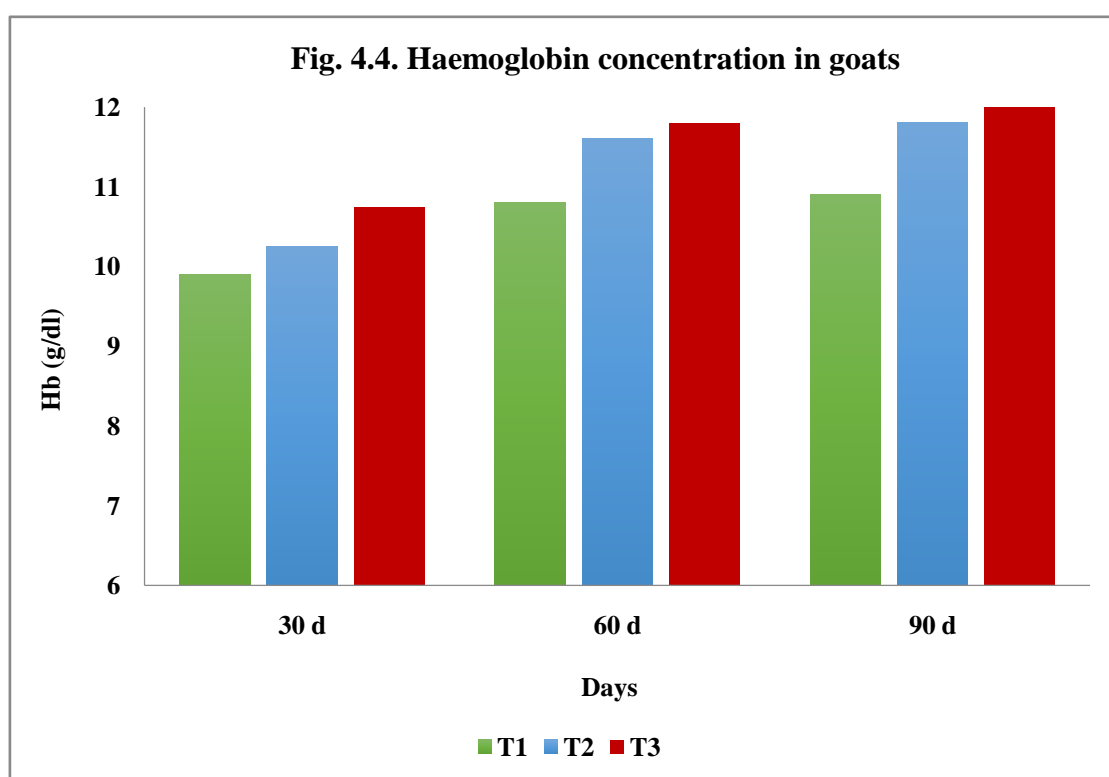 Fig. 4.4. Haemoglobin concentration in goats
12
11
10
9
8
7
6
Hb (g/dl)
30 d 60 d 90 d
Days
T1 T2 T3